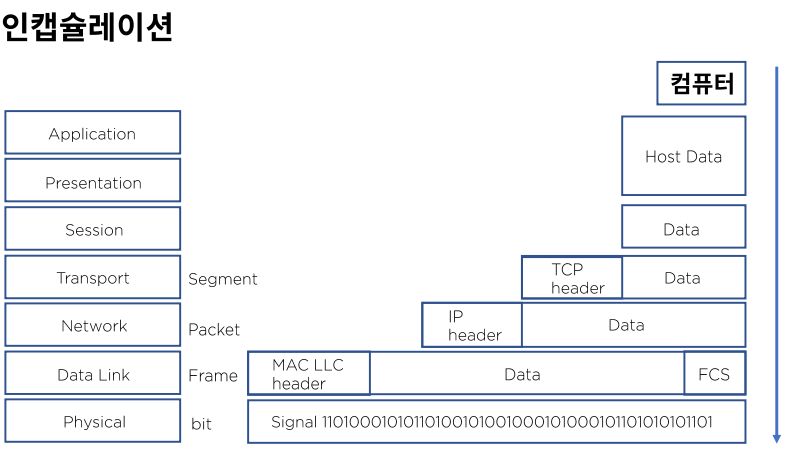 인캡슐레이션
컴퓨터
Application
Host Data
Presentation
Session
Data
Transport
Segment
TCP
header
Data
Network
Packet
IP
header
Data
Data Link
Frame
MAC LLC
header
Data
FCS
Physical
bit
Signal 11010001010110100101001000101000101101010101101